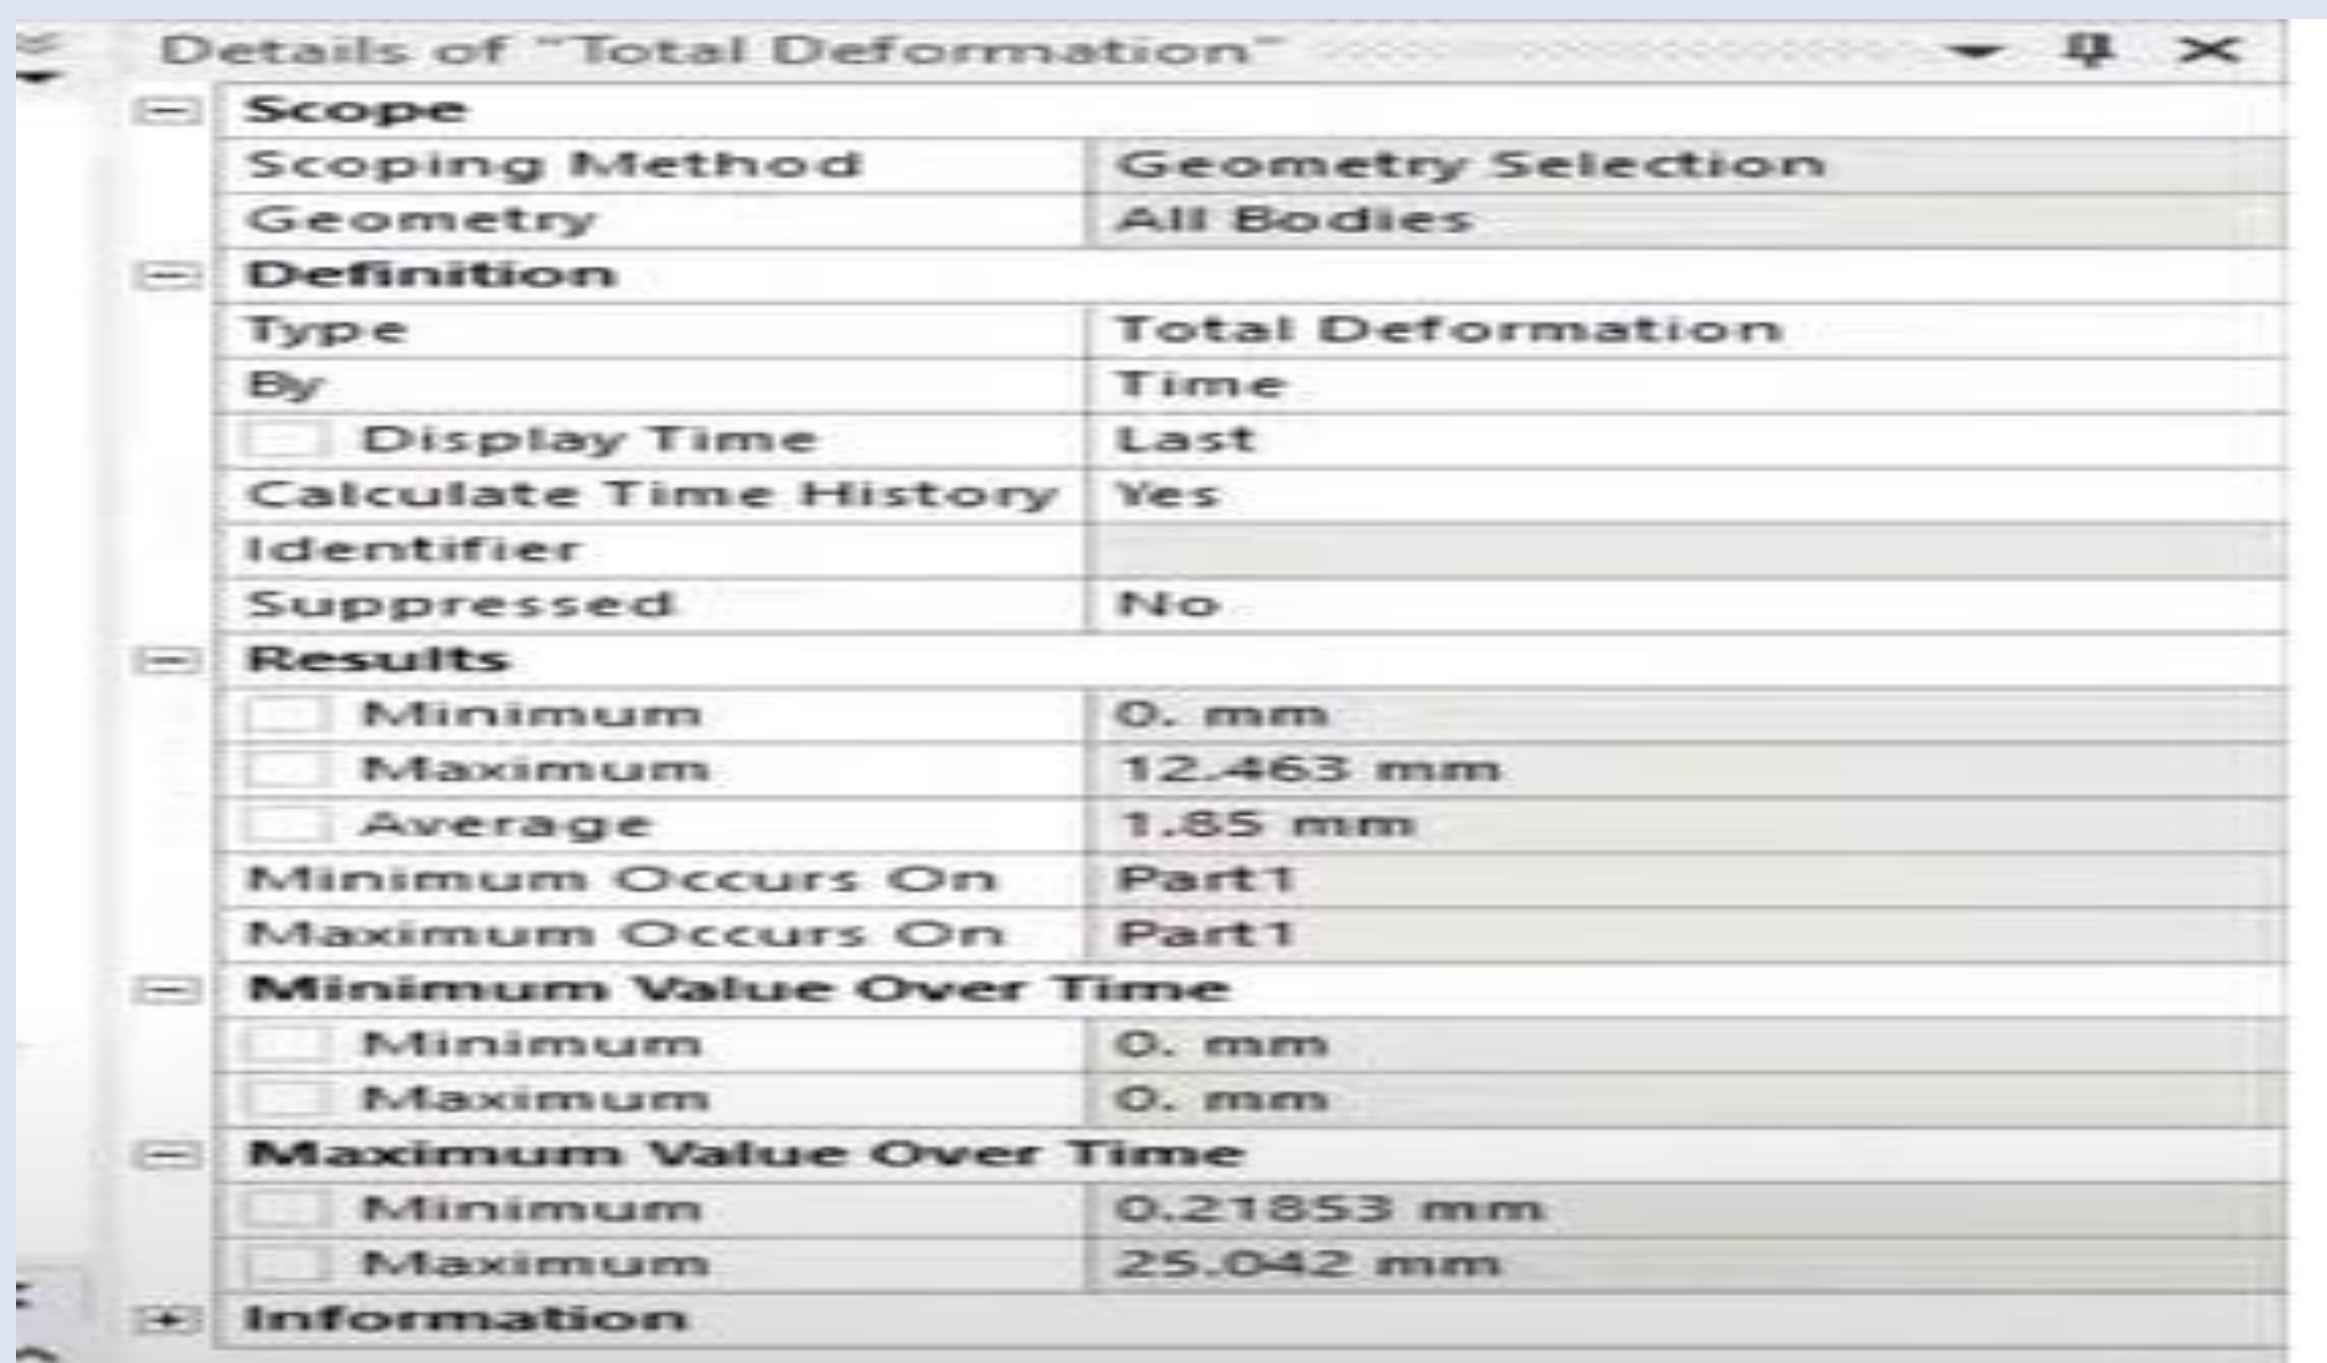 Details of "Total Deformation"
Scope
Scoping Method Geometry Selection
Geometry All Bodies
Definition
Type Total Deformation
By Time
Display Time Last
Calculate Time History Yes
Identifier
Suppressed No
Results
Minimum 0. mm
Maximum 12.463 mm
Average 1.85 mm
Minimum Occurs On Part1
Maximum Occurs On Part1
Minimum Value Over Time
Minimum 0. mm
Maximum 0. mm
Maximum Value Over Time
Minimum 0.21853 mm
Maximum 25.042 mm
Information